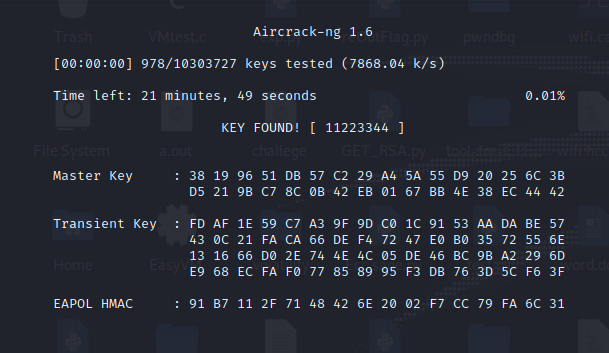 Aircrack-ng 1.6
[00:00:00] 978/10303727 keys tested (7868.04 k/s)
Time left: 21 minutes, 49 seconds 0.01%
KEY FOUND! [ 11223344 ]
Master Key : 38 19 96 51 DB 57 C2 29 A4 5A 55 D9 20 25 6C 3B
D5 21 9B C7 8C 0B 42 EB 01 67 BB 4E 38 EC 44 42
Transient Key : FD AF 1E 59 C7 A3 9F 9D C0 1C 91 53 AA DA BE 57
43 0C 21 FA CA 66 DE F4 72 47 E0 B0 35 72 55 6E
13 16 66 D0 2E 74 4E 4C 05 DE 46 BC 9B A2 29 6D
E9 68 EC FA F0 77 85 89 95 F3 DB 76 3D 5C F6 3F
EAPOL HMAC : 91 B7 11 2F 71 48 42 6E 20 02 F7 CC 79 FA 6C 31
Trash
VMtest.c
pwndbg
File System
a.out
GET_RSA.py
Home